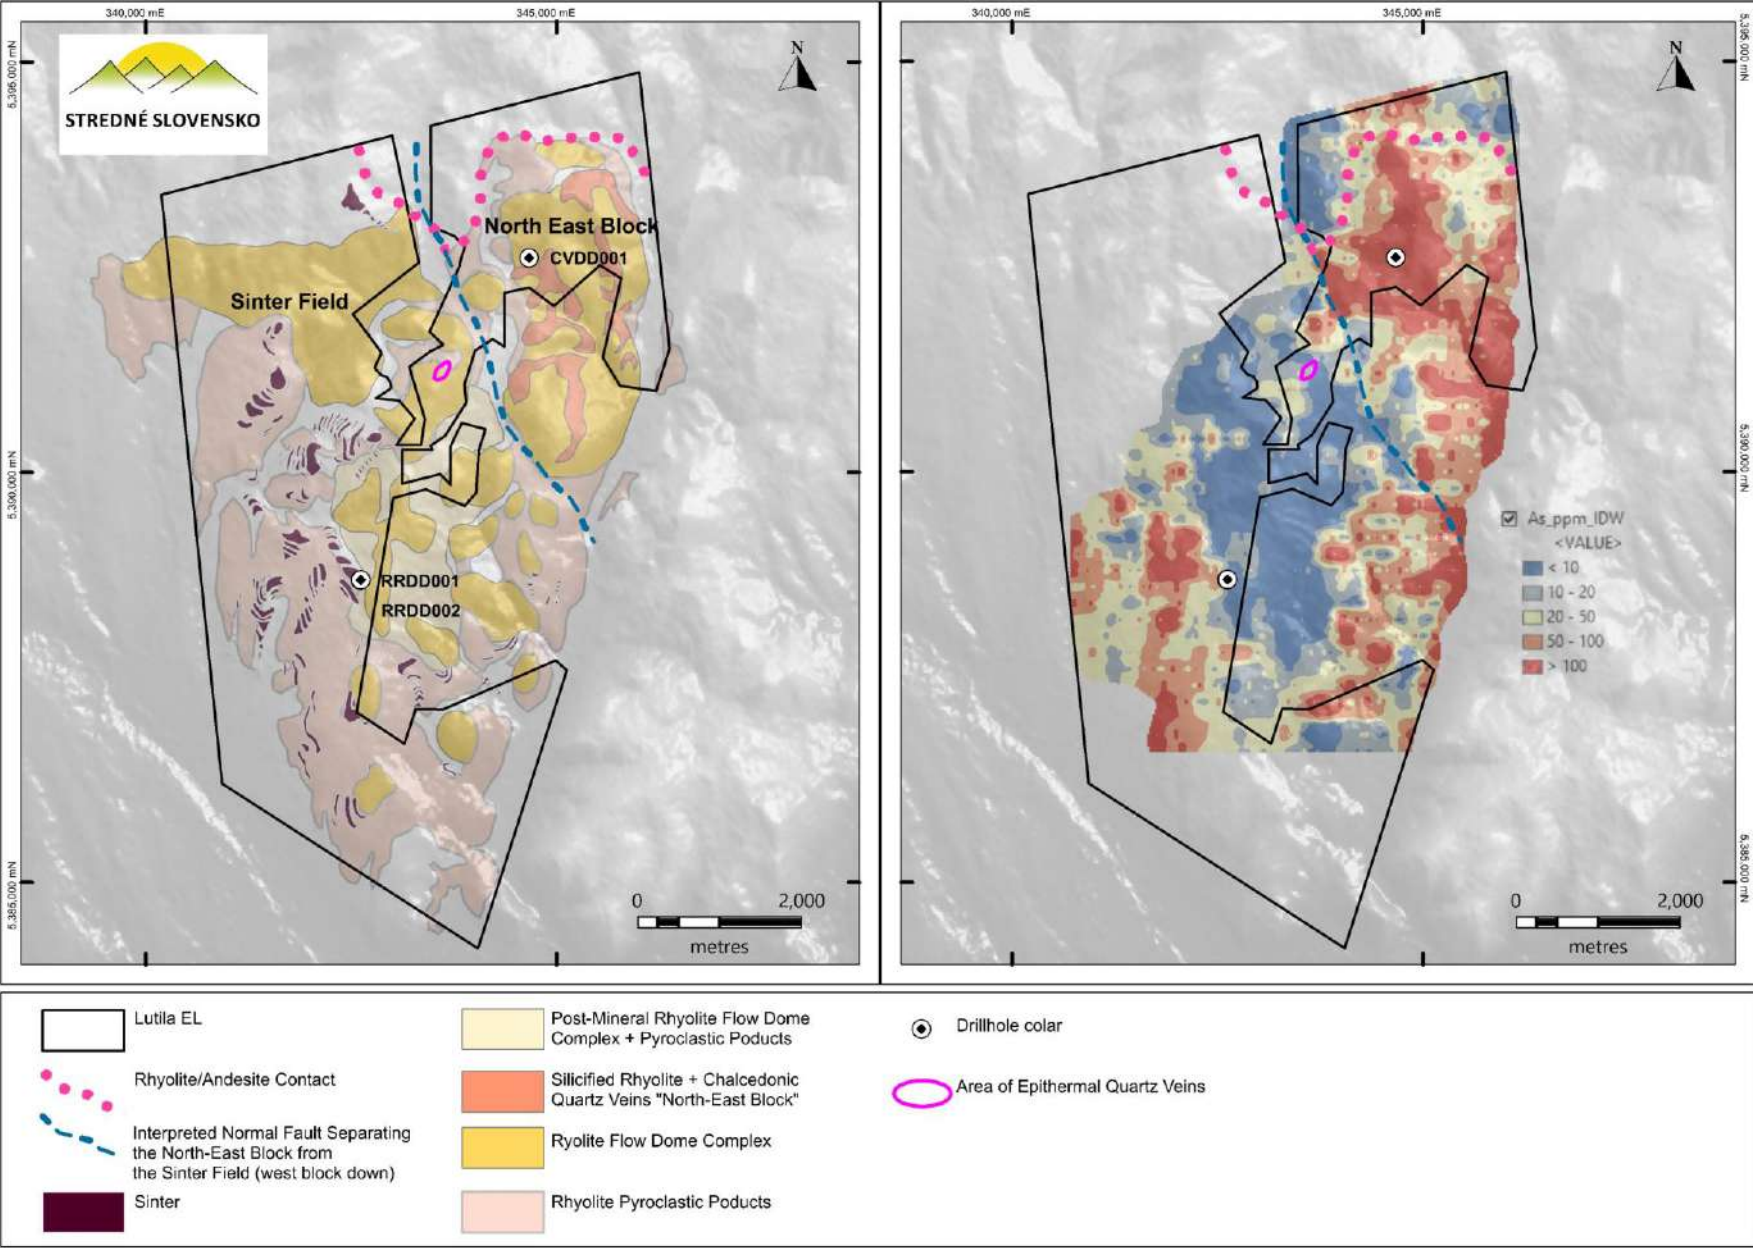 340,000 mE
345,000 mE
340,000 mE
345,000 mE
5,395,000 mN
5,390,000 mN
5,385,000 mN
STREDNÉ SLOVENSKO
N
North East Block
CVDD001
Sinter Field
RRDD001
RRDD002
0
2,000
metres
N
5,395,000 mN
5,390,000 mN
5,385,000 mN
As_ppm_IDW
<VALUE>
< 10
10 - 20
20 - 50
50 - 100
> 100
0
2,000
metres
Lutila EL
Rhyolite/Andesite Contact
Interpreted Normal Fault Separating
the North-East Block from
the Sinter Field (west block down)
Sinter
Post-Mineral Rhyolite Flow Dome
Complex + Pyroclastic Poducts
Silicified Rhyolite + Chalcedonic
Quartz Veins "North-East Block"
Ryolite Flow Dome Complex
Rhyolite Pyroclastic Poducts
Drillhole colar
Area of Epithermal Quartz Veins